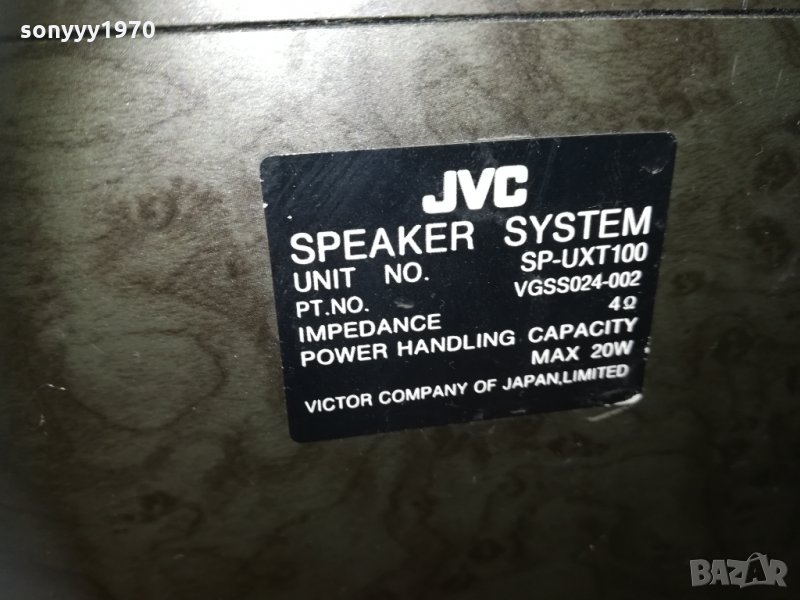 sonyyy1970
JVC
SPEAKER SYSTEM
UNIT NO. SP-UXT100
PT.NO. VGSS024-002
IMPEDANCE 4Ω
POWER HANDLING CAPACITY
MAX 20W
VICTOR COMPANY OF JAPAN,LIMITED
BAZAR